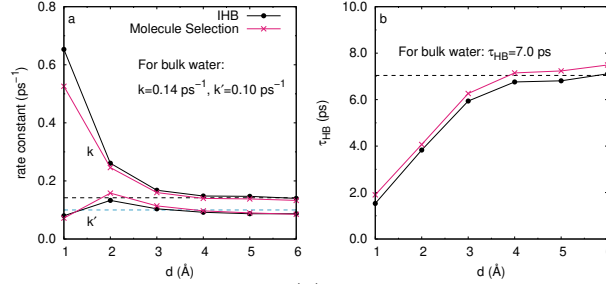 a
IHB
Molecule Selection
For bulk water:
k=0.14 ps⁻¹, k′=0.10 ps⁻¹
k
k′
rate constant (ps⁻¹)
0.8
0.6
0.4
0.2
0.0
1 2 3 4 5 6
d (Å)
b
For bulk water: τHB=7.0 ps
τHB (ps)
10.0
8.0
6.0
4.0
2.0
0.0
1 2 3 4 5
d (Å)